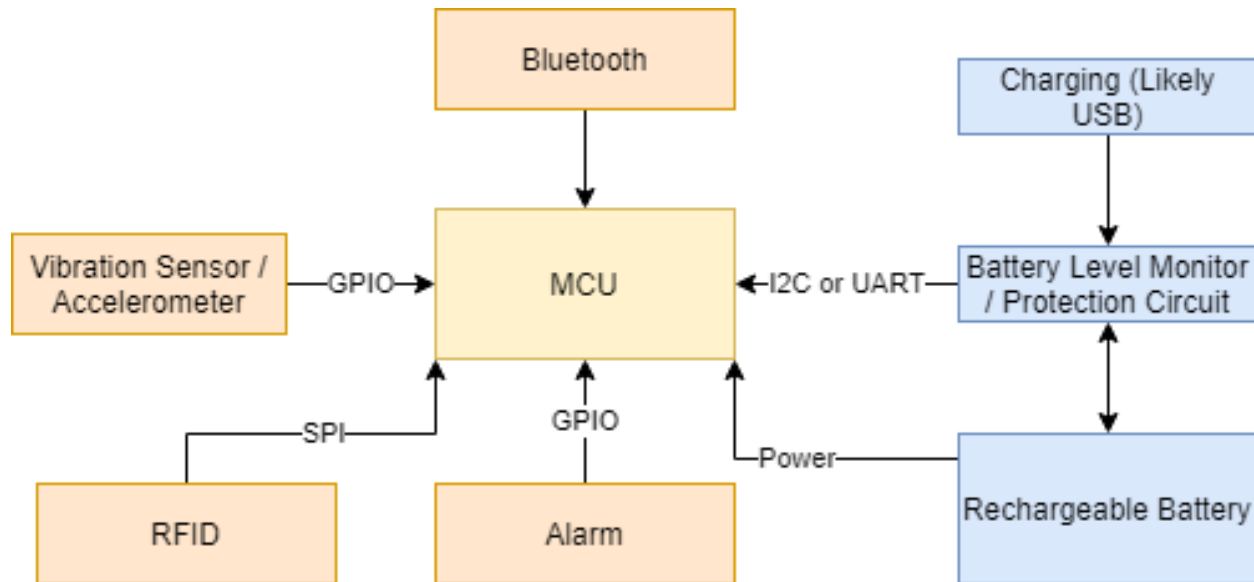 Bluetooth
Charging (Likely
USB)
Vibration Sensor /
Accelerometer
GPIO
MCU
I2C or UART
Battery Level Monitor
/ Protection Circuit
SPI
GPIO
Power
RFID
Alarm
Rechargeable Battery